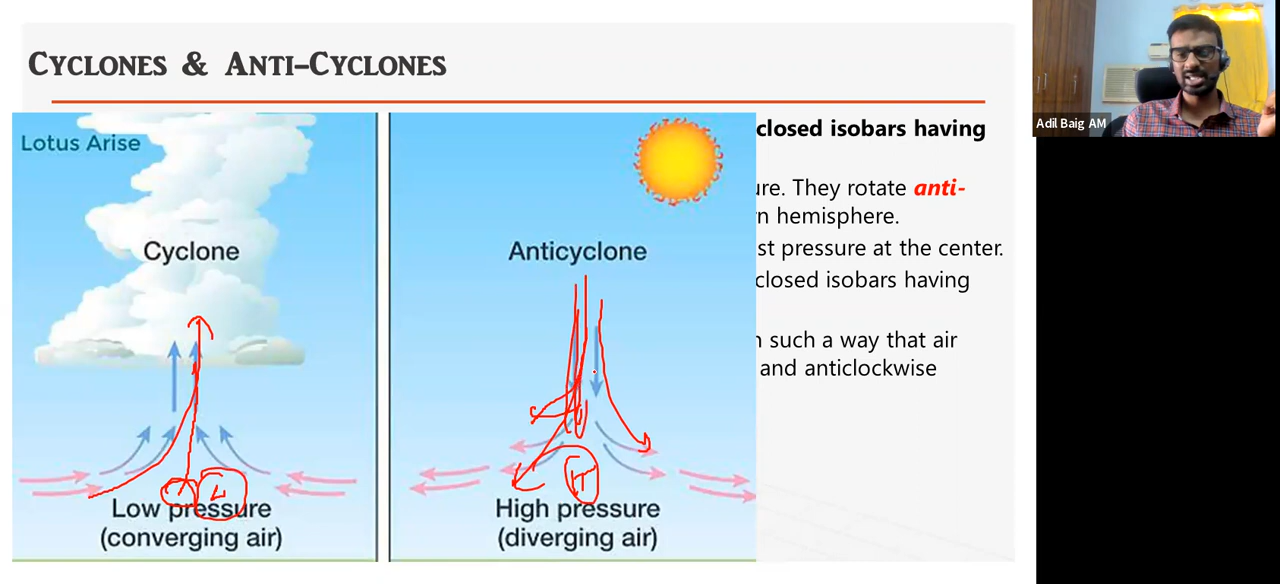 CYCLONES & ANTI-CYCLONES
Lotus Arise
Cyclone
Low pressure
(converging air)
L
Anticyclone
High pressure
(diverging air)
H
closed isobars having
ure. They rotate anti-
n hemisphere.
st pressure at the center.
closed isobars having
n such a way that air
and anticlockwise
Adil Baig AM